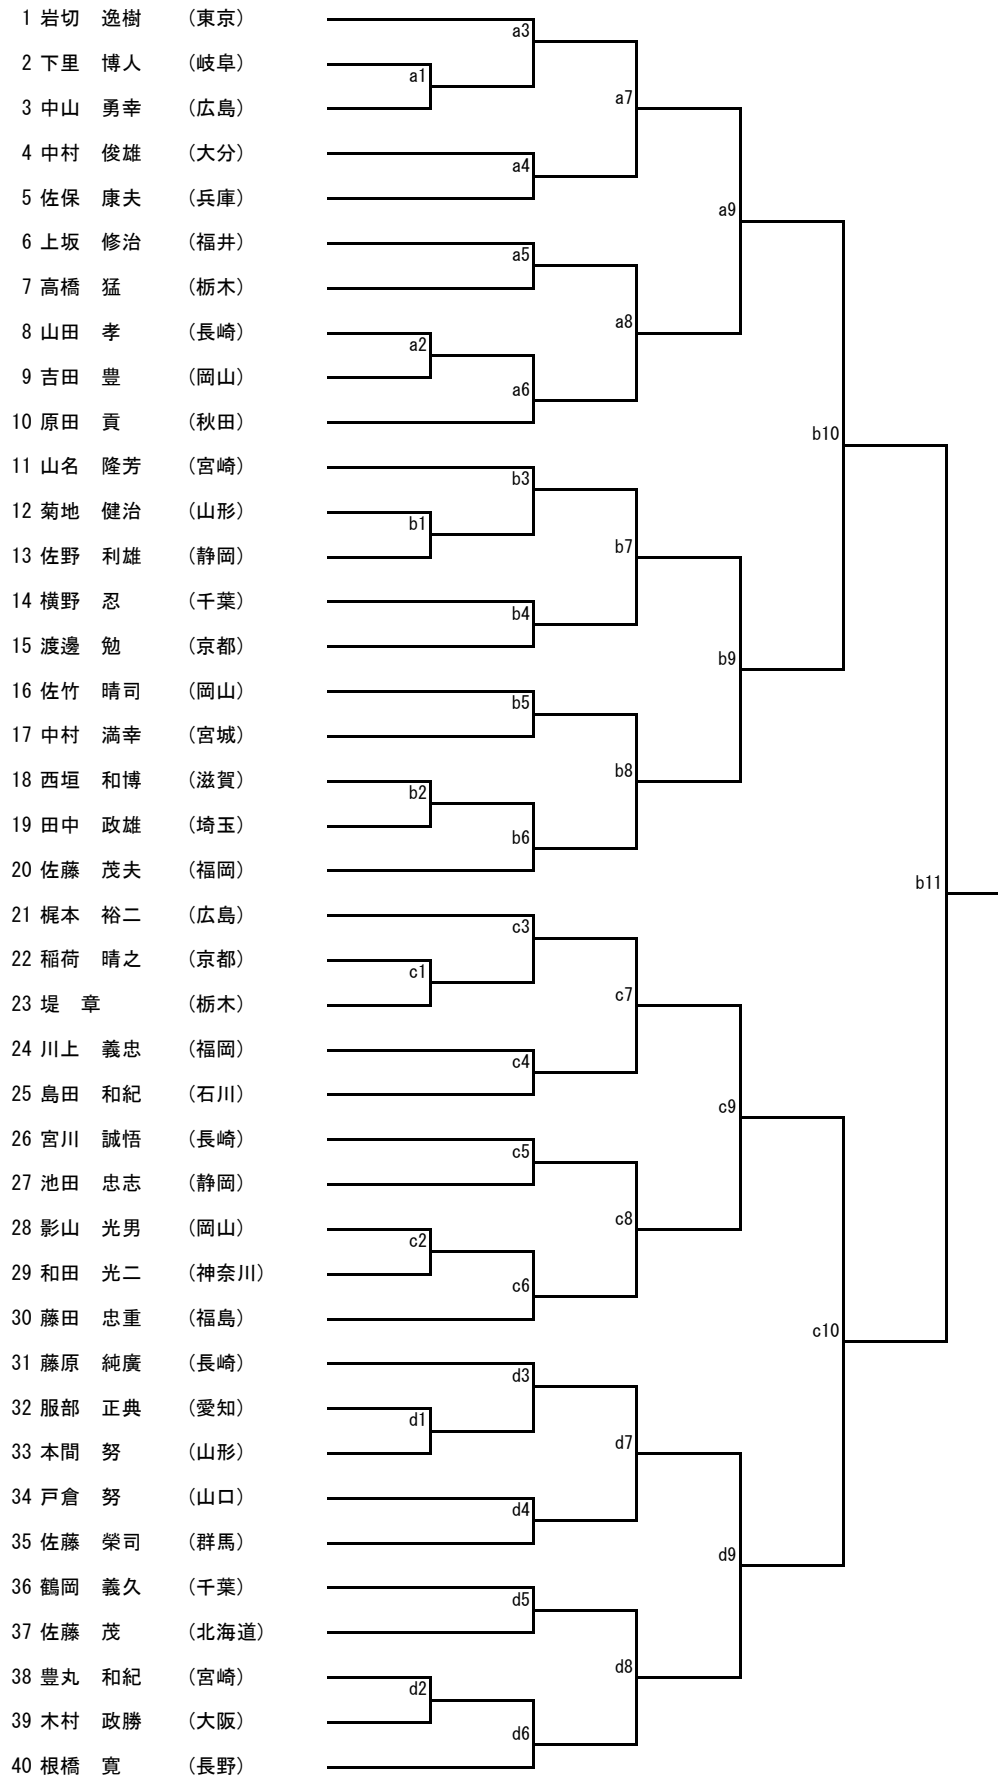 1 岩切 逸樹 (東京)
a3
2 下里 博人 (岐阜)
a1
3 中山 勇幸 (広島)
a7
4 中村 俊雄 (大分)
a4
5 佐保 康夫 (兵庫)
a9
6 上坂 修治 (福井)
a5
7 高橋 猛 (栃木)
a8
8 山田 孝 (長崎)
a2
9 吉田 豊 (岡山)
a6
10 原田 貢 (秋田)
b10
11 山名 隆芳 (宮崎)
b3
12 菊地 健治 (山形)
b1
13 佐野 利雄 (静岡)
b7
14 横野 忍 (千葉)
b4
15 渡邊 勉 (京都)
b9
16 佐竹 晴司 (岡山)
b5
17 中村 満幸 (宮城)
b8
18 西垣 和博 (滋賀)
b2
19 田中 政雄 (埼玉)
b6
20 佐藤 茂夫 (福岡)
b11
21 梶本 裕二 (広島)
c3
22 稲荷 晴之 (京都)
c1
23 堤 章 (栃木)
c7
24 川上 義忠 (福岡)
c4
25 島田 和紀 (石川)
c9
26 宮川 誠悟 (長崎)
c5
27 池田 忠志 (静岡)
c8
28 影山 光男 (岡山)
c2
29 和田 光二 (神奈川)
c6
30 藤田 忠重 (福島)
c10
31 藤原 純廣 (長崎)
d3
32 服部 正典 (愛知)
d1
33 本間 努 (山形)
d7
34 戸倉 努 (山口)
d4
35 佐藤 榮司 (群馬)
d9
36 鶴岡 義久 (千葉)
d5
37 佐藤 茂 (北海道)
d8
38 豊丸 和紀 (宮崎)
d2
39 木村 政勝 (大阪)
d6
40 根橋 寛 (長野)